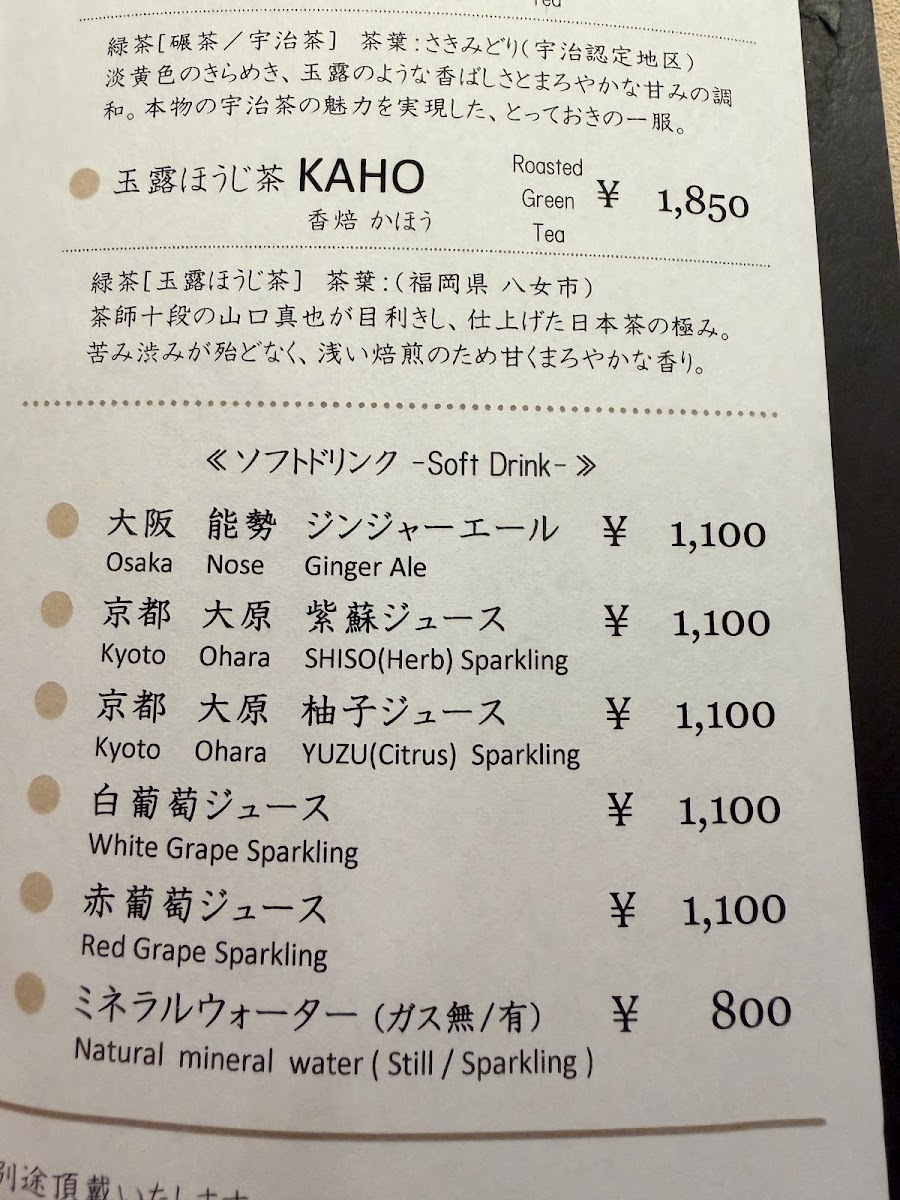 Tea
緑茶[碾茶／宇治茶]　茶葉:さきみどり(宇治認定地区)
淡黄色のきらめき、玉露のような香ばしさとまろやかな甘みの調
和。本物の宇治茶の魅力を実現した、とっておきの一服。
玉露ほうじ茶 KAHO Roasted Green Tea ¥ 1,850
香焙 かほう
緑茶[玉露ほうじ茶]　茶葉:(福岡県 八女市)
茶師十段の山口真也が目利きし、仕上げた日本茶の極み。
苦み渋みが殆どなく、浅い焙煎のため甘くまろやかな香り。
≪ソフトドリンク -Soft Drink-≫
大阪 能勢 ジンジャーエール ¥ 1,100
Osaka Nose Ginger Ale
京都 大原 紫蘇ジュース ¥ 1,100
Kyoto Ohara SHISO(Herb) Sparkling
京都 大原 柚子ジュース ¥ 1,100
Kyoto Ohara YUZU(Citrus) Sparkling
白葡萄ジュース ¥ 1,100
White Grape Sparkling
赤葡萄ジュース ¥ 1,100
Red Grape Sparkling
ミネラルウォーター（ガス無/有） ¥ 800
Natural mineral water ( Still / Sparkling )
別途頂戴いたします